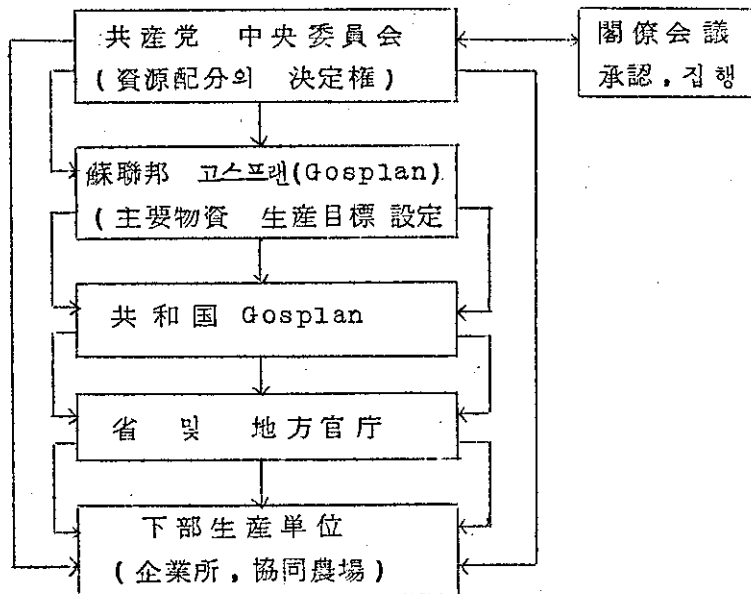 共産党 中央委員会
(資源配分의 決定権)
閣僚会議
承認, 집행
蘇聯邦 고스프랜(Gosplan)
(主要物資 生産目標 設定
共和国 Gosplan
省 및 地方官庁
下部生産単位
(企業所, 協同農場)